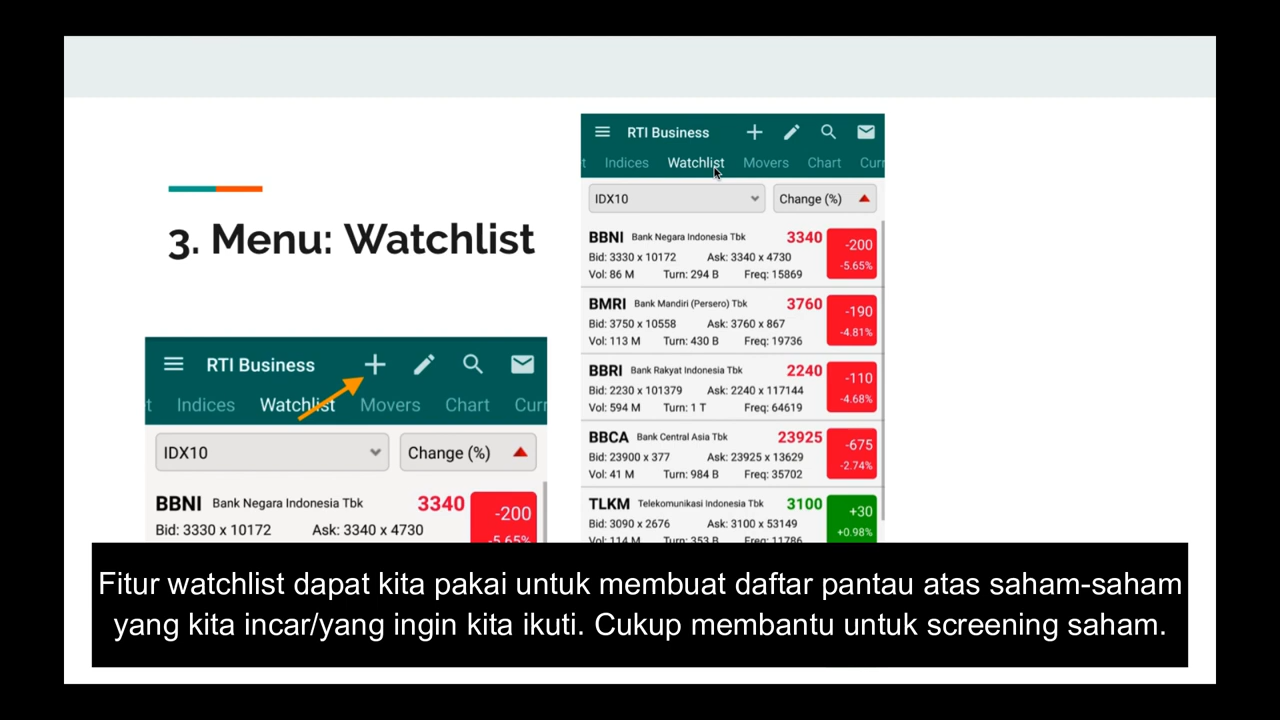 3. Menu: Watchlist
RTI Business
t Indices Watchlist Movers Chart Curr
IDX10 Change (%)
BBNI Bank Negara Indonesia Tbk 3340 -200
Bid: 3330 x 10172 Ask: 3340 x 4730 -5.65%
RTI Business
t Indices Watchlist Movers Chart Curr
IDX10 Change (%)
BBNI Bank Negara Indonesia Tbk 3340 -200
Bid: 3330 x 10172 Ask: 3340 x 4730 -5.65%
Vol: 86 M Turn: 294 B Freq: 15869
BMRI Bank Mandiri (Persero) Tbk 3760 -190
Bid: 3750 x 10558 Ask: 3760 x 867 -4.81%
Vol: 113 M Turn: 430 B Freq: 19736
BBRI Bank Rakyat Indonesia Tbk 2240 -110
Bid: 2230 x 101379 Ask: 2240 x 117144 -4.68%
Vol: 594 M Turn: 1 T Freq: 64619
BBCA Bank Central Asia Tbk 23925 -675
Bid: 23900 x 377 Ask: 23925 x 13629 -2.74%
Vol: 41 M Turn: 984 B Freq: 35702
TLKM Telekomunikasi Indonesia Tbk 3100 +30
Bid: 3090 x 2676 Ask: 3100 x 53149 +0.98%
Vol: 114 M Turn: 353 B Freq: 11786
Fitur watchlist dapat kita pakai untuk membuat daftar pantau atas saham-saham
yang kita incar/yang ingin kita ikuti. Cukup membantu untuk screening saham.